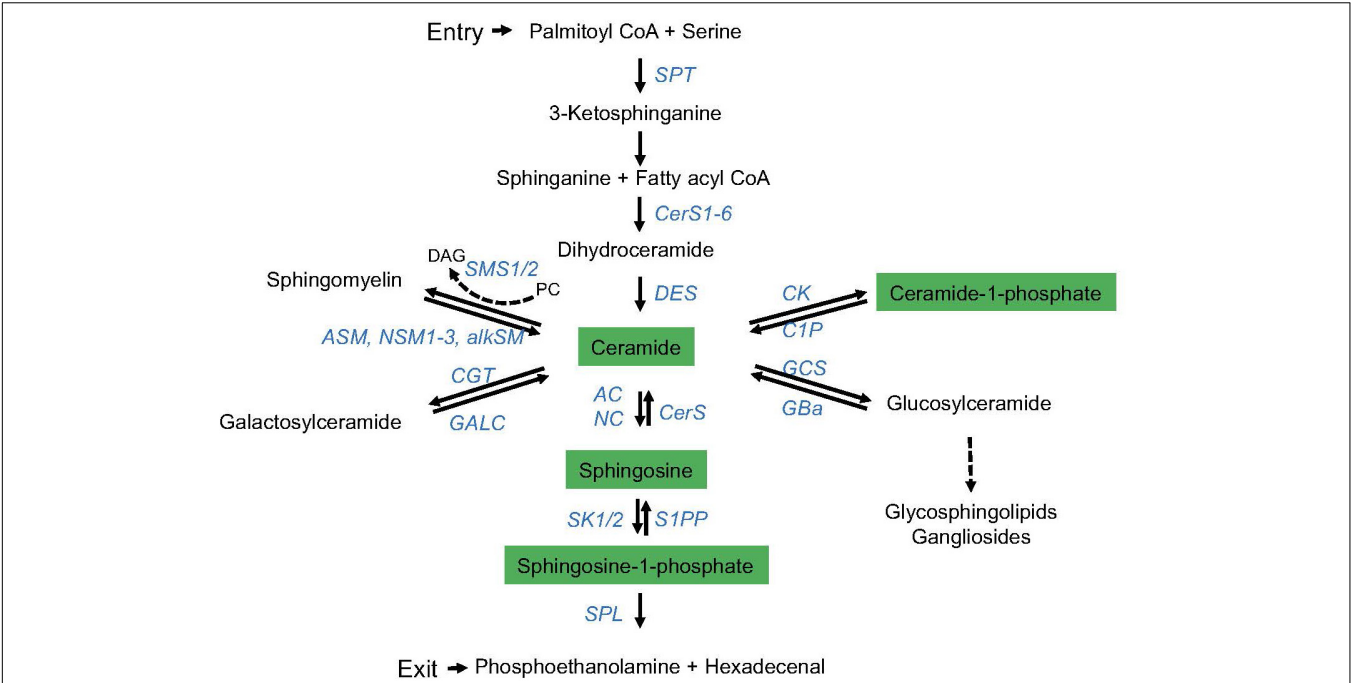 Entry Palmitoyl CoA + Serine
SPT
3-Ketosphinganine
Sphinganine + Fatty acyl CoA
CerS1-6
Dihydroceramide
DAG
SMS1/2
PC
Sphingomyelin
DES
CK
Ceramide-1-phosphate
ASM, NSM1-3, alkSM
C1P
Ceramide
CGT
GCS
AC
NC
CerS
GBa
Glucosylceramide
Galactosylceramide
GALC
Sphingosine
SK1/2
S1PP
Glycosphingolipids
Gangliosides
Sphingosine-1-phosphate
SPL
Exit Phosphoethanolamine + Hexadecenal